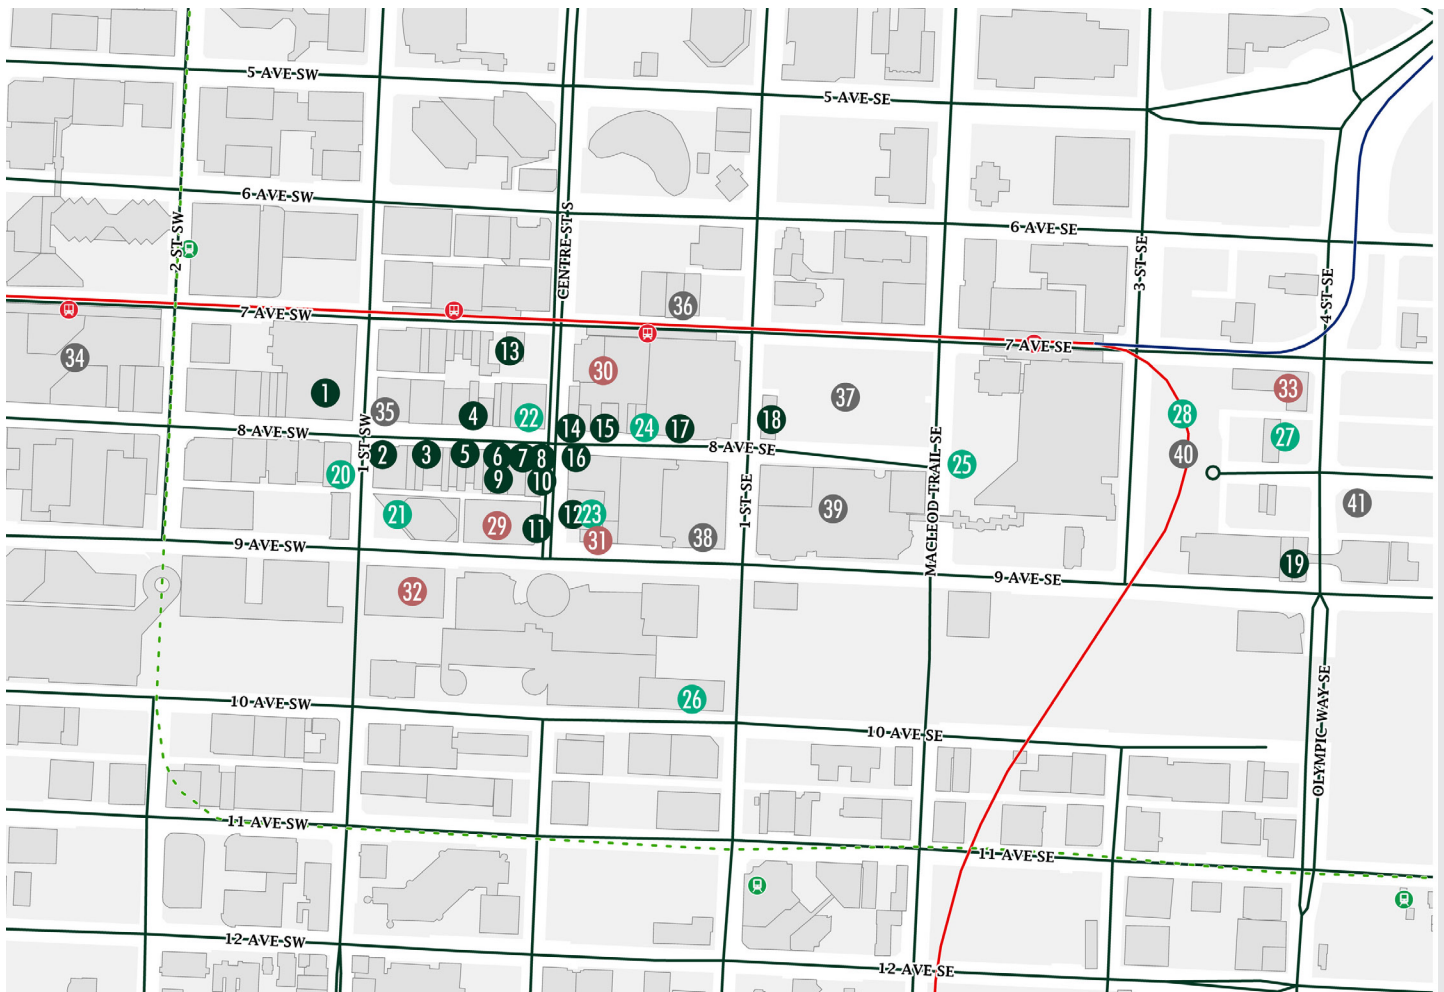 5 AVE SW
5 AVE SE
6 AVE SW
2 ST SW
CENTRE ST S
6 AVE SE
3 ST SE
4 ST SE
7 AVE SW
36
7 AVE SE
34
13
30
33
1
35
4
22
14
15
24
17
18
37
28
27
8 AVE SW
1 ST SW
2
3
5
6
7
8
16
8 AVE SE
MACLEOD TRAIL SE
25
40
20
9
10
1 ST SE
21
29
11
12
23
31
38
39
41
9 AVE SW
19
32
9 AVE SE
26
10 AVE SW
10 AVE SE
OLYMPIC WAY SE
11 AVE SW
11 AVE SE
12 AVE SW
12 AVE SE